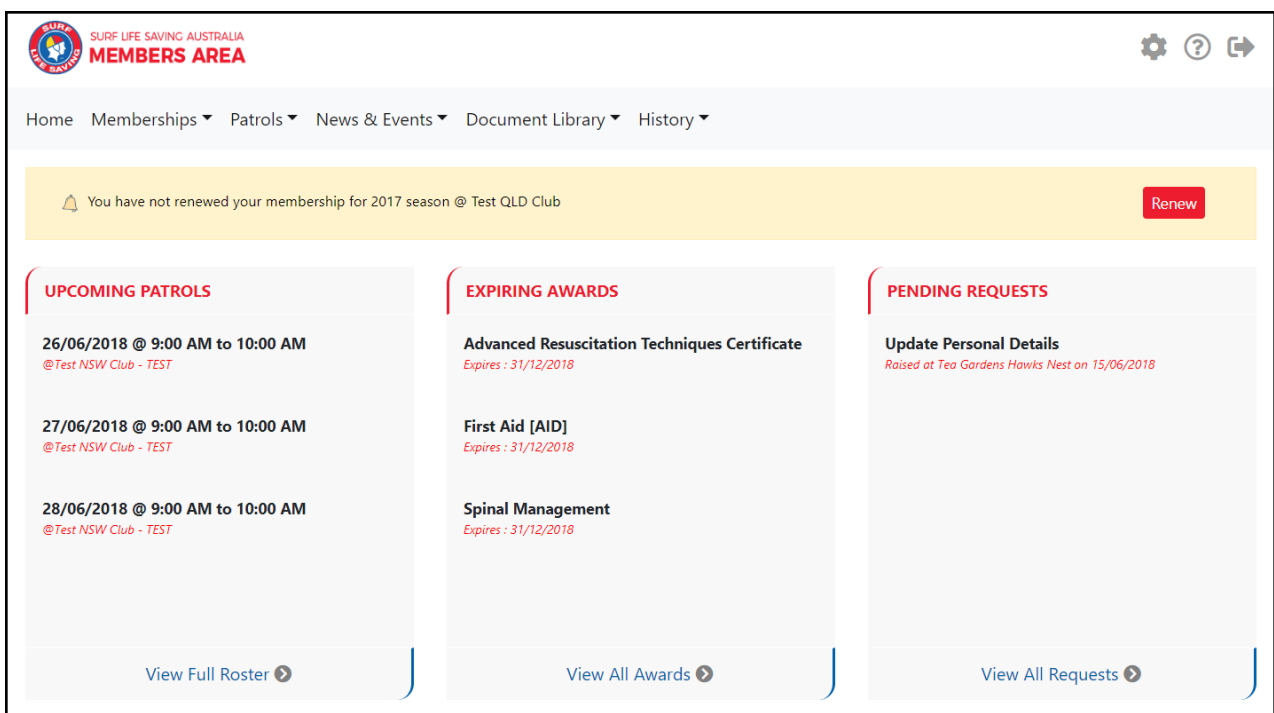 SURF
LIFE SAVING
SURF LIFE SAVING AUSTRALIA
MEMBERS AREA
Home Memberships Patrols News & Events Document Library History
You have not renewed your membership for 2017 season @ Test QLD Club
Renew
UPCOMING PATROLS
26/06/2018 @ 9:00 AM to 10:00 AM
@Test NSW Club - TEST
27/06/2018 @ 9:00 AM to 10:00 AM
@Test NSW Club - TEST
28/06/2018 @ 9:00 AM to 10:00 AM
@Test NSW Club - TEST
View Full Roster
EXPIRING AWARDS
Advanced Resuscitation Techniques Certificate
Expires : 31/12/2018
First Aid [AID]
Expires : 31/12/2018
Spinal Management
Expires : 31/12/2018
View All Awards
PENDING REQUESTS
Update Personal Details
Raised at Tea Gardens Hawks Nest on 15/06/2018
View All Requests